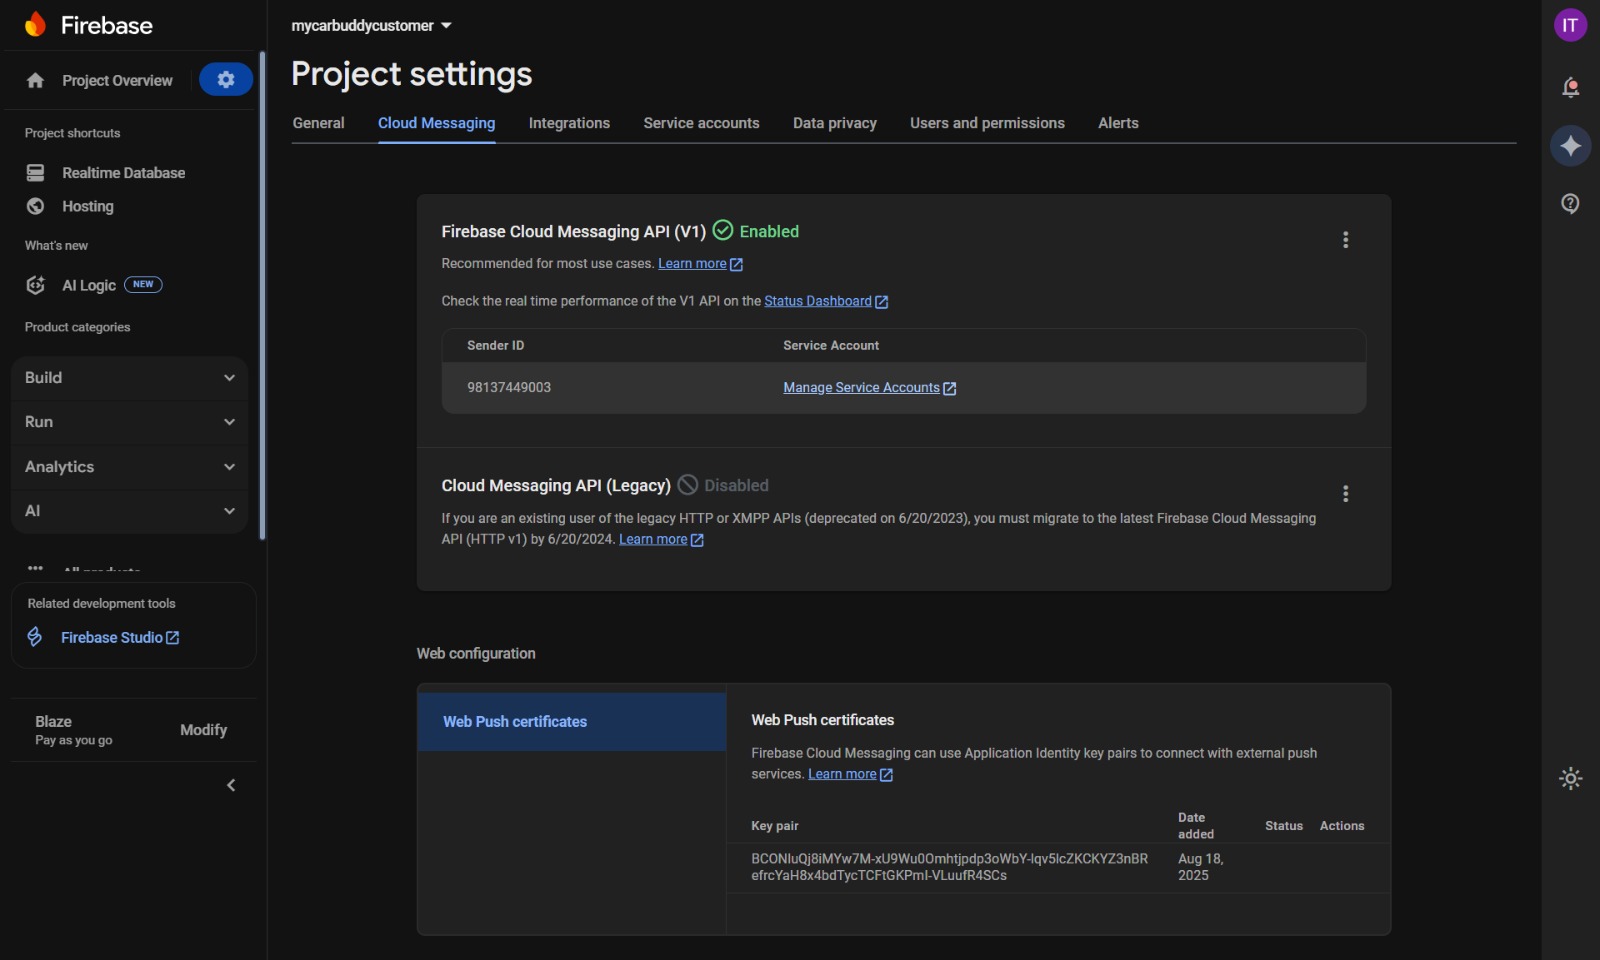 Firebase
Project Overview
Project shortcuts
Realtime Database
Hosting
What's new
AI Logic NEW
Product categories
Build
Run
Analytics
AI
Related development tools
Firebase Studio
Blaze
Pay as you go
Modify
mycarbuddycustomer
Project settings
General Cloud Messaging Integrations Service accounts Data privacy Users and permissions Alerts
Firebase Cloud Messaging API (V1) Enabled
Recommended for most use cases. Learn more
Check the real time performance of the V1 API on the Status Dashboard
Sender ID Service Account
98137449003 Manage Service Accounts
Cloud Messaging API (Legacy) Disabled
If you are an existing user of the legacy HTTP or XMPP APIs (deprecated on 6/20/2023), you must migrate to the latest Firebase Cloud Messaging
API (HTTP v1) by 6/20/2024. Learn more
Web configuration
Web Push certificates
Web Push certificates
Firebase Cloud Messaging can use Application Identity key pairs to connect with external push
services. Learn more
Key pair Date added Status Actions
BCONluQj8iMYw7M-xU9Wu0Omhtjpdp3oWbY-lqv5lcZKCKYZ3nBR
efrcYaH8x4bdTycTCFtGKPmI-VLuufR4SCs
Aug 18,
2025
IT